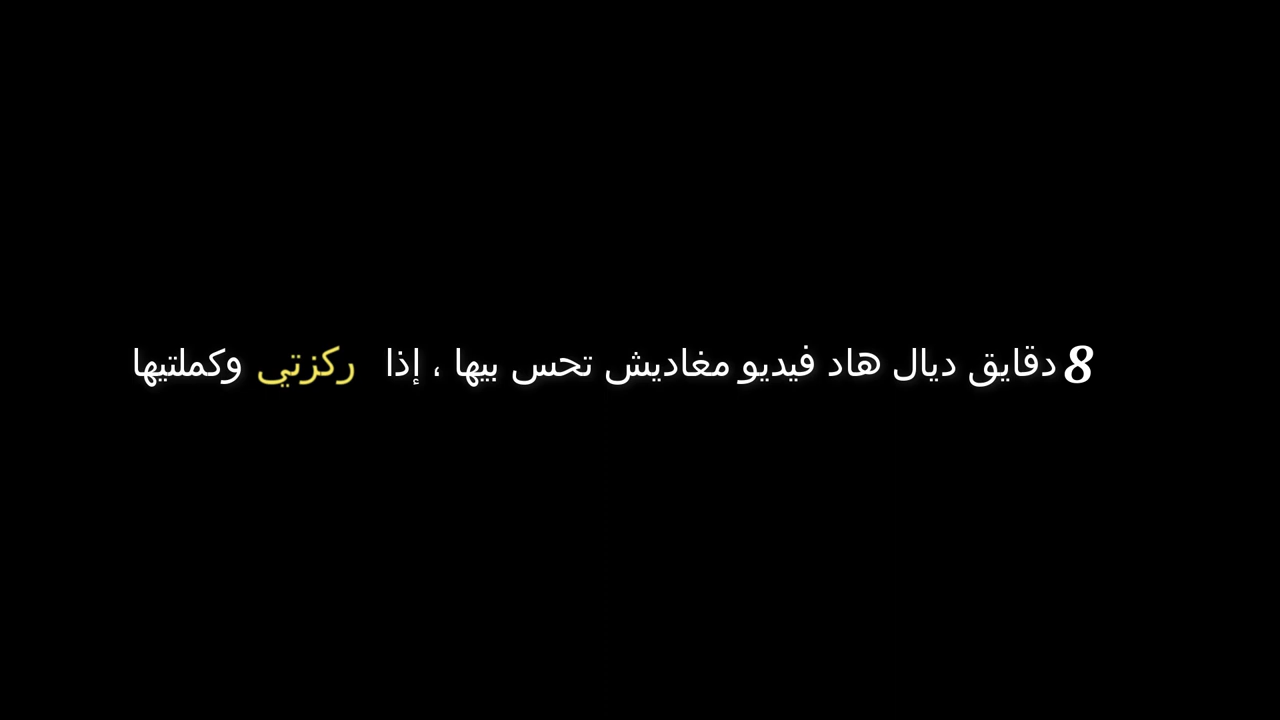 8 دقايق ديال هاد فيديو مغاديش تحس بيها ، إذا ركزتي وكملتيها